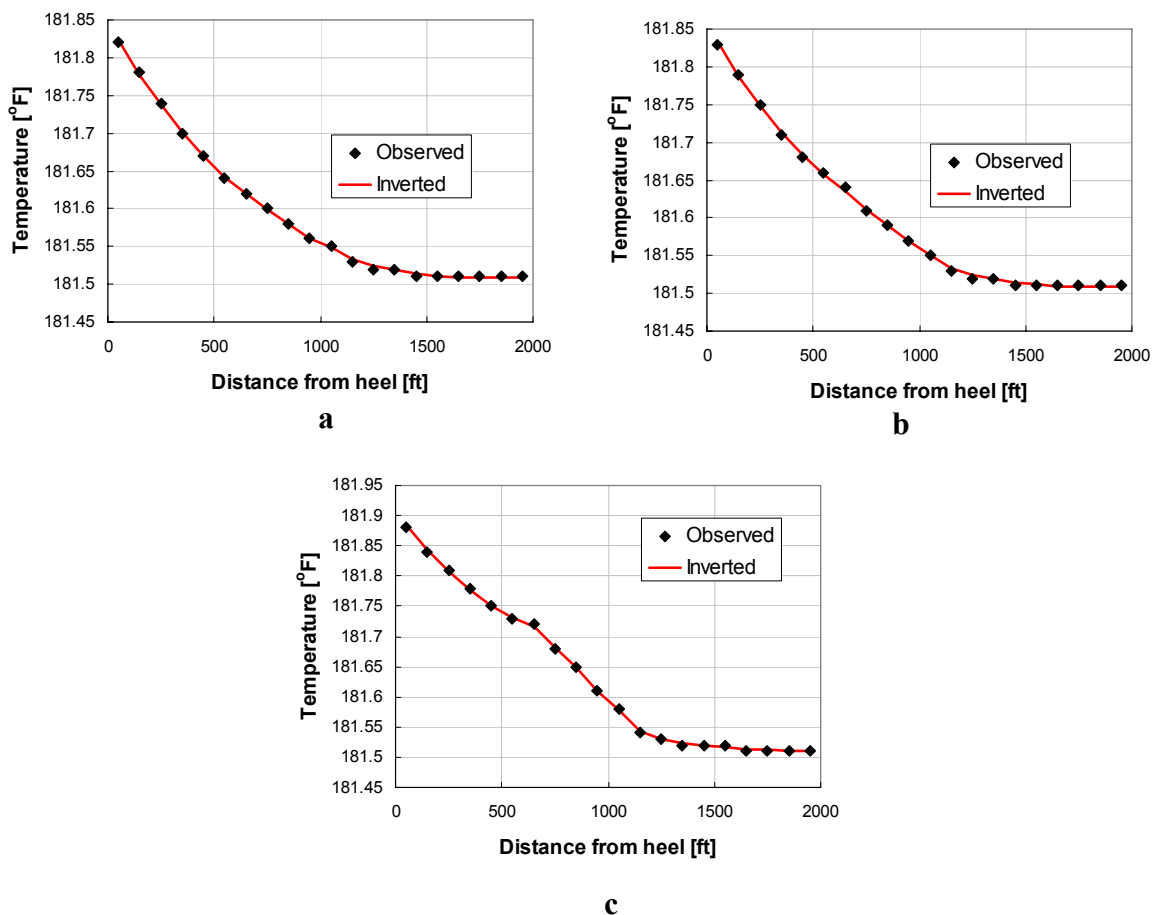 181.85
181.8
181.75
181.7
181.65
181.6
181.55
181.5
181.45
Temperature [°F]
0 500 1000 1500 2000
Distance from heel [ft]
Observed
Inverted
a
181.85
181.8
181.75
181.7
181.65
181.6
181.55
181.5
181.45
Temperature [°F]
0 500 1000 1500 2000
Distance from heel [ft]
Observed
Inverted
b
181.95
181.9
181.85
181.8
181.75
181.7
181.65
181.6
181.55
181.5
181.45
Temperature [°F]
0 500 1000 1500 2000
Distance from heel [ft]
Observed
Inverted
c